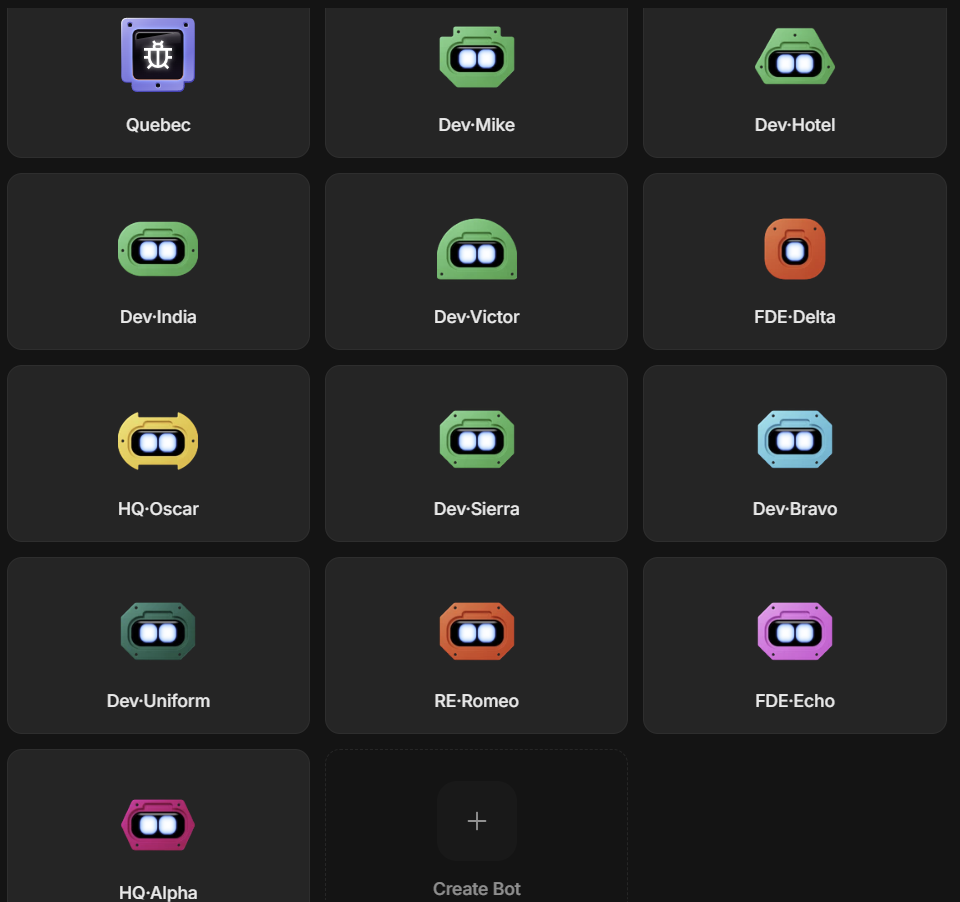 Quebec
Dev·Mike
Dev·Hotel
Dev·India
Dev·Victor
FDE·Delta
HQ·Oscar
Dev·Sierra
Dev·Bravo
Dev·Uniform
RE·Romeo
FDE·Echo
HQ·Alpha
Create Bot